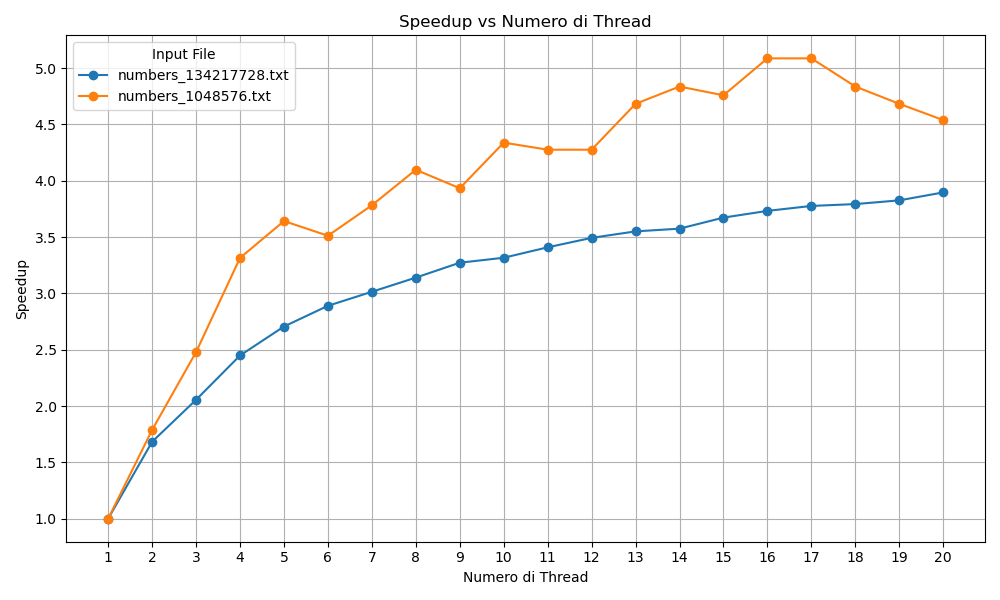 Speedup vs Numero di Thread
Input File
numbers_134217728.txt
numbers_1048576.txt
Speedup
5.0
4.5
4.0
3.5
3.0
2.5
2.0
1.5
1.0
1 2 3 4 5 6 7 8 9 10 11 12 13 14 15 16 17 18 19 20
Numero di Thread